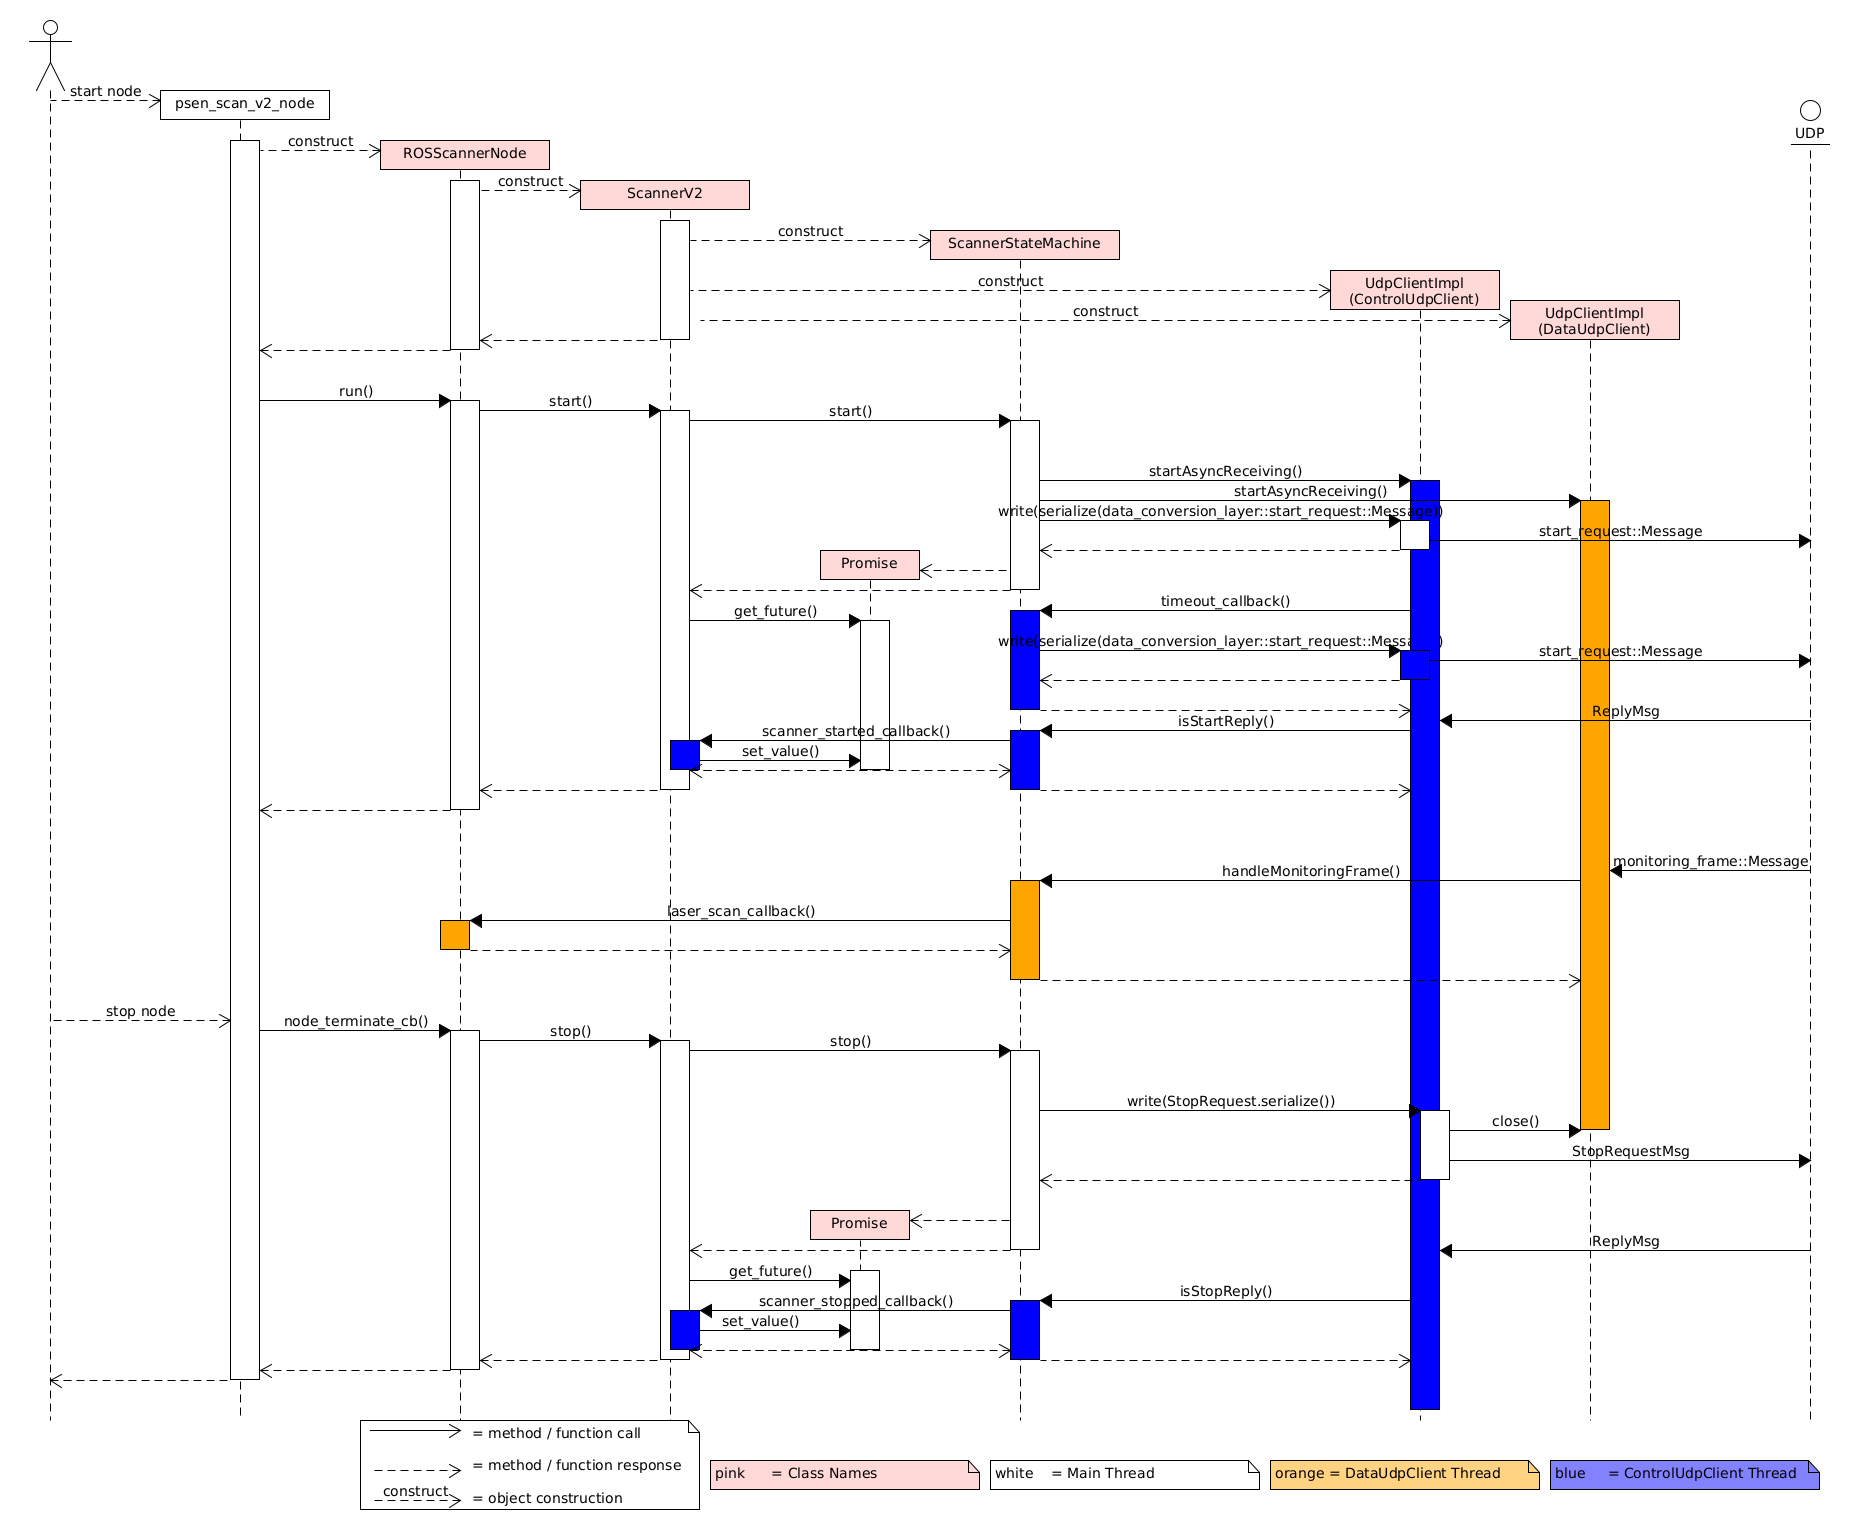 start node
psen_scan_v2_node
UDP
construct
ROSScannerNode
construct
ScannerV2
construct
ScannerStateMachine
construct
UdpClientImpl
(ControlUdpClient)
construct
UdpClientImpl
(DataUdpClient)
run()
start()
start()
startAsyncReceiving()
startAsyncReceiving()
write(serialize(data_conversion_layer::start_request::Message))
start_request::Message
Promise
timeout_callback()
get_future()
write(serialize(data_conversion_layer::start_request::Message))
start_request::Message
ReplyMsg
isStartReply()
scanner_started_callback()
set_value()
monitoring_frame::Message
handleMonitoringFrame()
laser_scan_callback()
stop node
node_terminate_cb()
stop()
stop()
write(StopRequest.serialize())
close()
StopRequestMsg
Promise
ReplyMsg
get_future()
isStopReply()
scanner_stopped_callback()
set_value()
= method / function call
= method / function response
construct
= object construction
pink = Class Names
white = Main Thread
orange = DataUdpClient Thread
blue = ControlUdpClient Thread